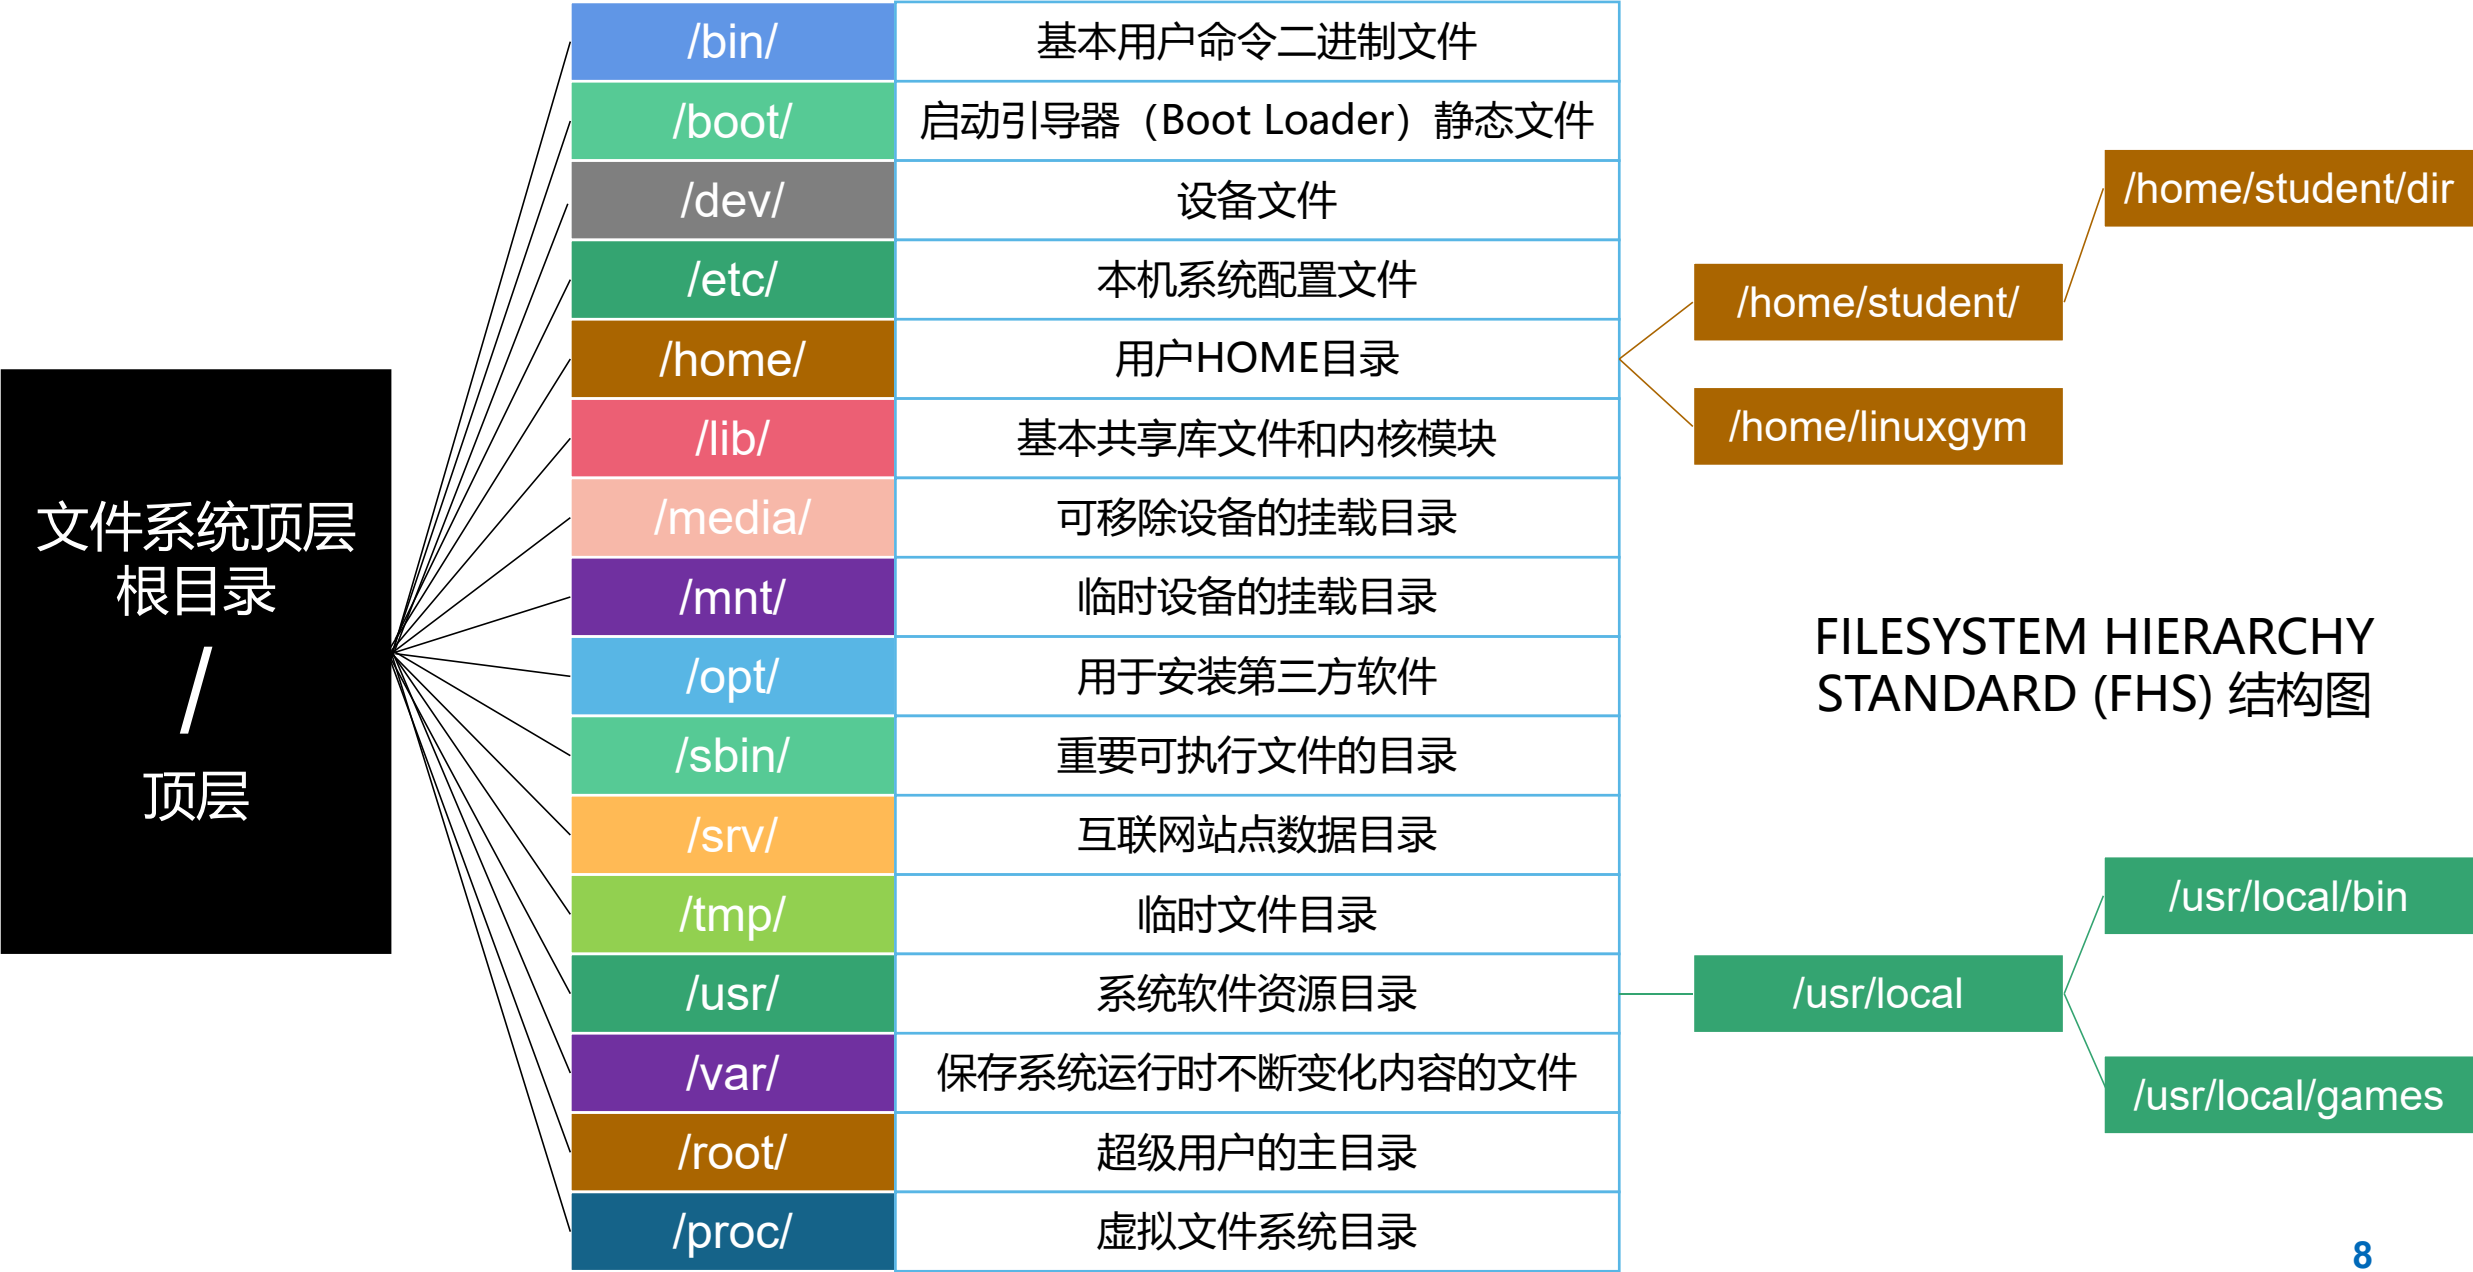 文件系统顶层
根目录
/
顶层
/bin/ 基本用户命令二进制文件
/boot/ 启动引导器（Boot Loader）静态文件
/dev/ 设备文件
/etc/ 本机系统配置文件
/home/ 用户HOME目录
/lib/ 基本共享库文件和内核模块
/media/ 可移除设备的挂载目录
/mnt/ 临时设备的挂载目录
/opt/ 用于安装第三方软件
/sbin/ 重要可执行文件的目录
/srv/ 互联网站点数据目录
/tmp/ 临时文件目录
/usr/ 系统软件资源目录
/var/ 保存系统运行时不断变化内容的文件
/root/ 超级用户的主目录
/proc/ 虚拟文件系统目录
/home/student/dir
/home/student/
/home/linuxgym
FILESYSTEM HIERARCHY
STANDARD (FHS) 结构图
/usr/local/bin
/usr/local
/usr/local/games
8